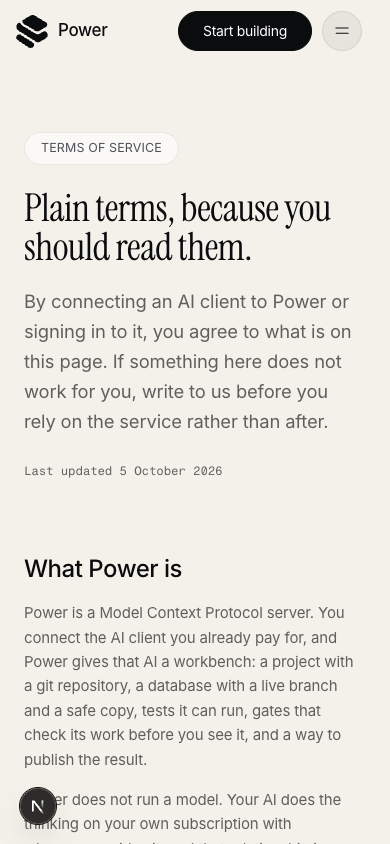 Power
Start building
TERMS OF SERVICE
Plain terms, because you
should read them.
By connecting an AI client to Power or
signing in to it, you agree to what is on
this page. If something here does not
work for you, write to us before you
rely on the service rather than after.
Last updated 5 October 2026
What Power is
Power is a Model Context Protocol server. You
connect the AI client you already pay for, and
Power gives that AI a workbench: a project with
a git repository, a database with a live branch
and a safe copy, tests it can run, gates that
check its work before you see it, and a way to
publish the result.
N
does not run a model. Your AI does the
thinking on your own subscription with